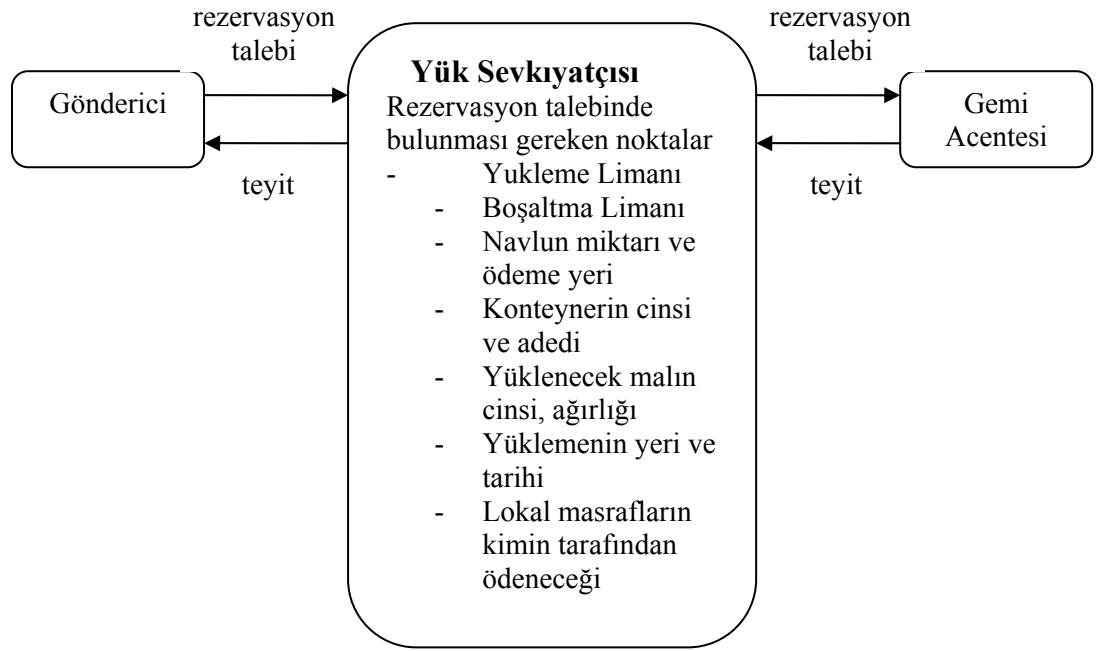 rezervasyon
talebi
Gönderici
teyit
Yük Sevkıyatçısı
Rezervasyon talebinde
bulunması gereken noktalar
- Yukleme Limanı
- Boşaltma Limanı
- Navlun miktarı ve
ödeme yeri
- Konteynerin cinsi
ve adedi
- Yüklenecek malın
cinsi, ağırlığı
- Yüklemenin yeri ve
tarihi
- Lokal masrafların
kimin tarafından
ödeneceği
rezervasyon
talebi
Gemi
Acentesi
teyit